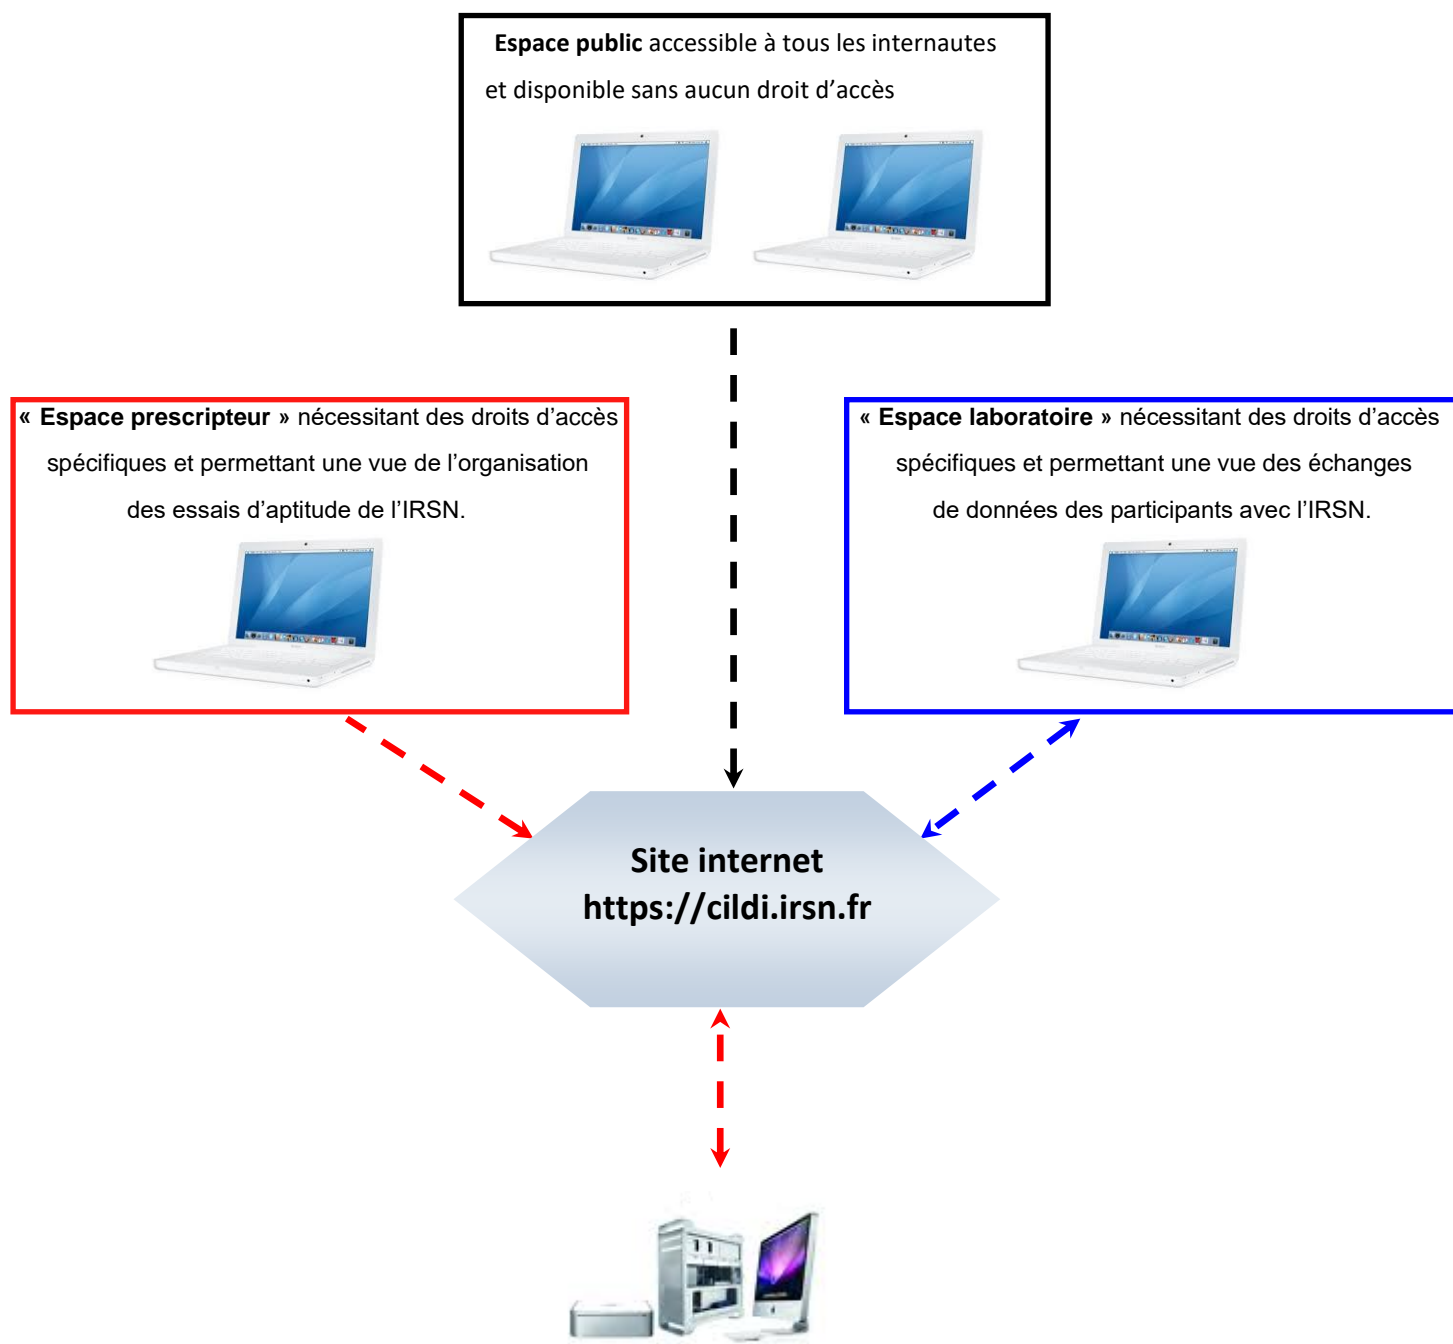 Espace public accessible à tous les internautes
et disponible sans aucun droit d’accès
« Espace prescripteur » nécessitant des droits d’accès
spécifiques et permettant une vue de l’organisation
des essais d’aptitude de l’IRSN.
« Espace laboratoire » nécessitant des droits d’accès
spécifiques et permettant une vue des échanges
de données des participants avec l’IRSN.
Site internet
https://cildi.irsn.fr